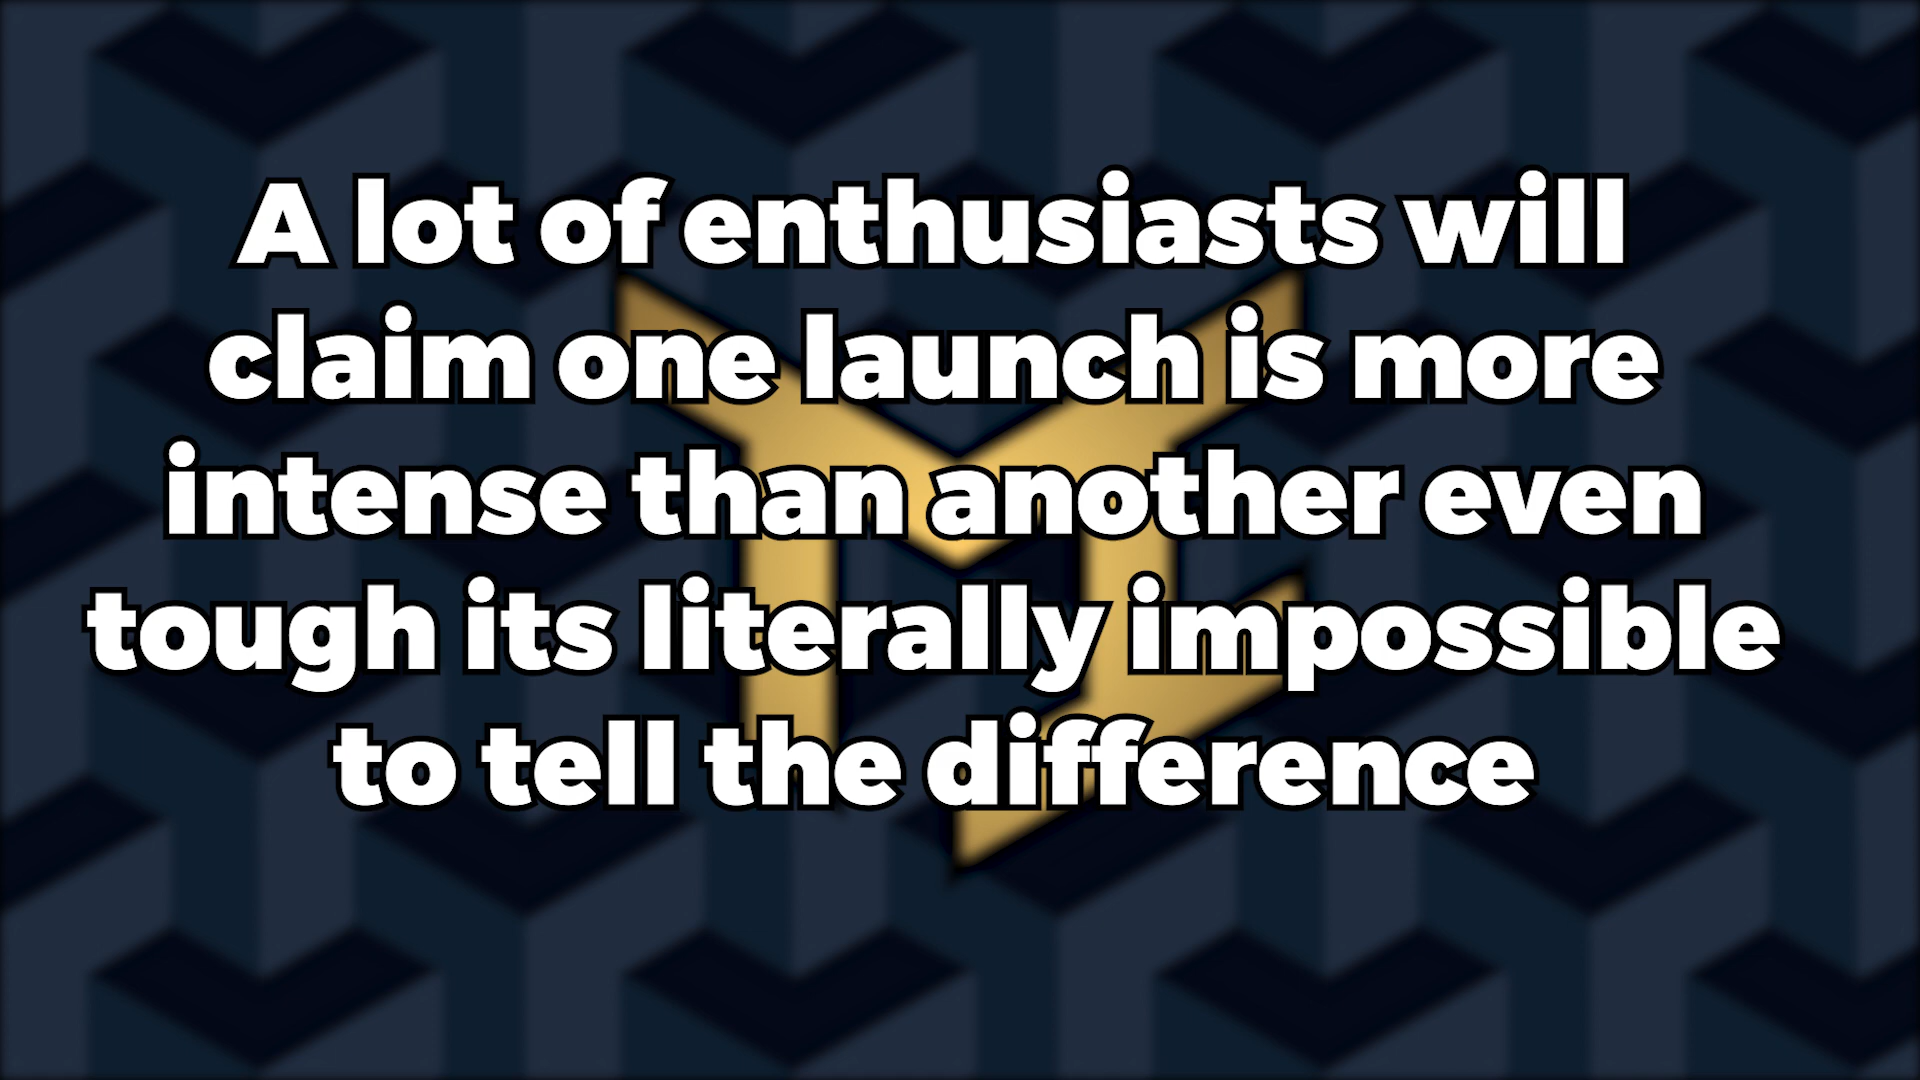 A lot of enthusiasts will
claim one launch is more
intense than another even
tough its literally impossible
to tell the difference